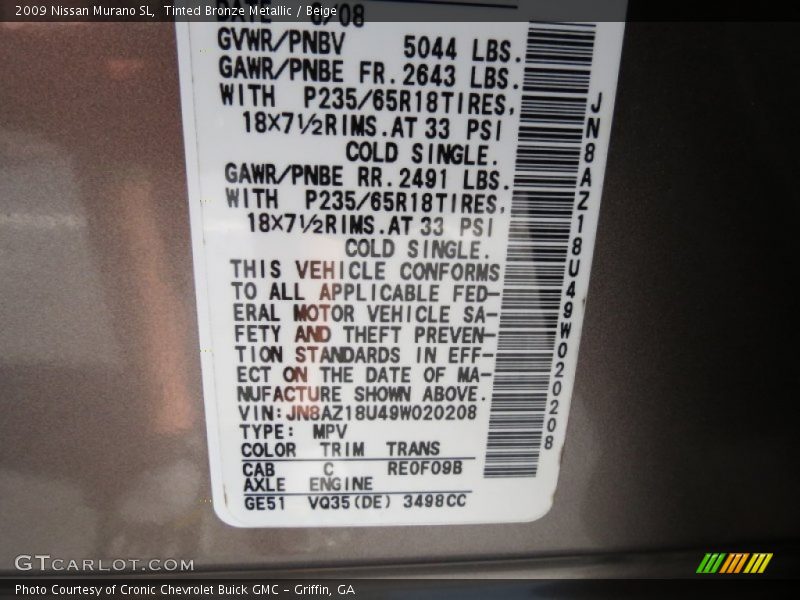 2009 Nissan Murano SL, Tinted Bronze Metallic / Beige
DATE 8/08
GVWR/PNBV 5044 LBS.
GAWR/PNBE FR. 2643 LBS.
WITH P235/65R18TIRES,
18X7½RIMS.AT 33 PSI
COLD SINGLE.
GAWR/PNBE RR. 2491 LBS.
WITH P235/65R18TIRES,
18X7½RIMS.AT 33 PSI
COLD SINGLE.
THIS VEHICLE CONFORMS
TO ALL APPLICABLE FED-
ERAL MOTOR VEHICLE SA-
FETY AND THEFT PREVEN-
TION STANDARDS IN EFF-
ECT ON THE DATE OF MA-
NUFACTURE SHOWN ABOVE.
VIN:JN8AZ18U49W020208
TYPE: MPV
COLOR TRIM TRANS
CAB C RE0F09B
AXLE ENGINE
GE51 VQ35(DE) 3498CC
JN8AZ18U49W020208
GTCARLOT.COM
Photo Courtesy of Cronic Chevrolet Buick GMC - Griffin, GA